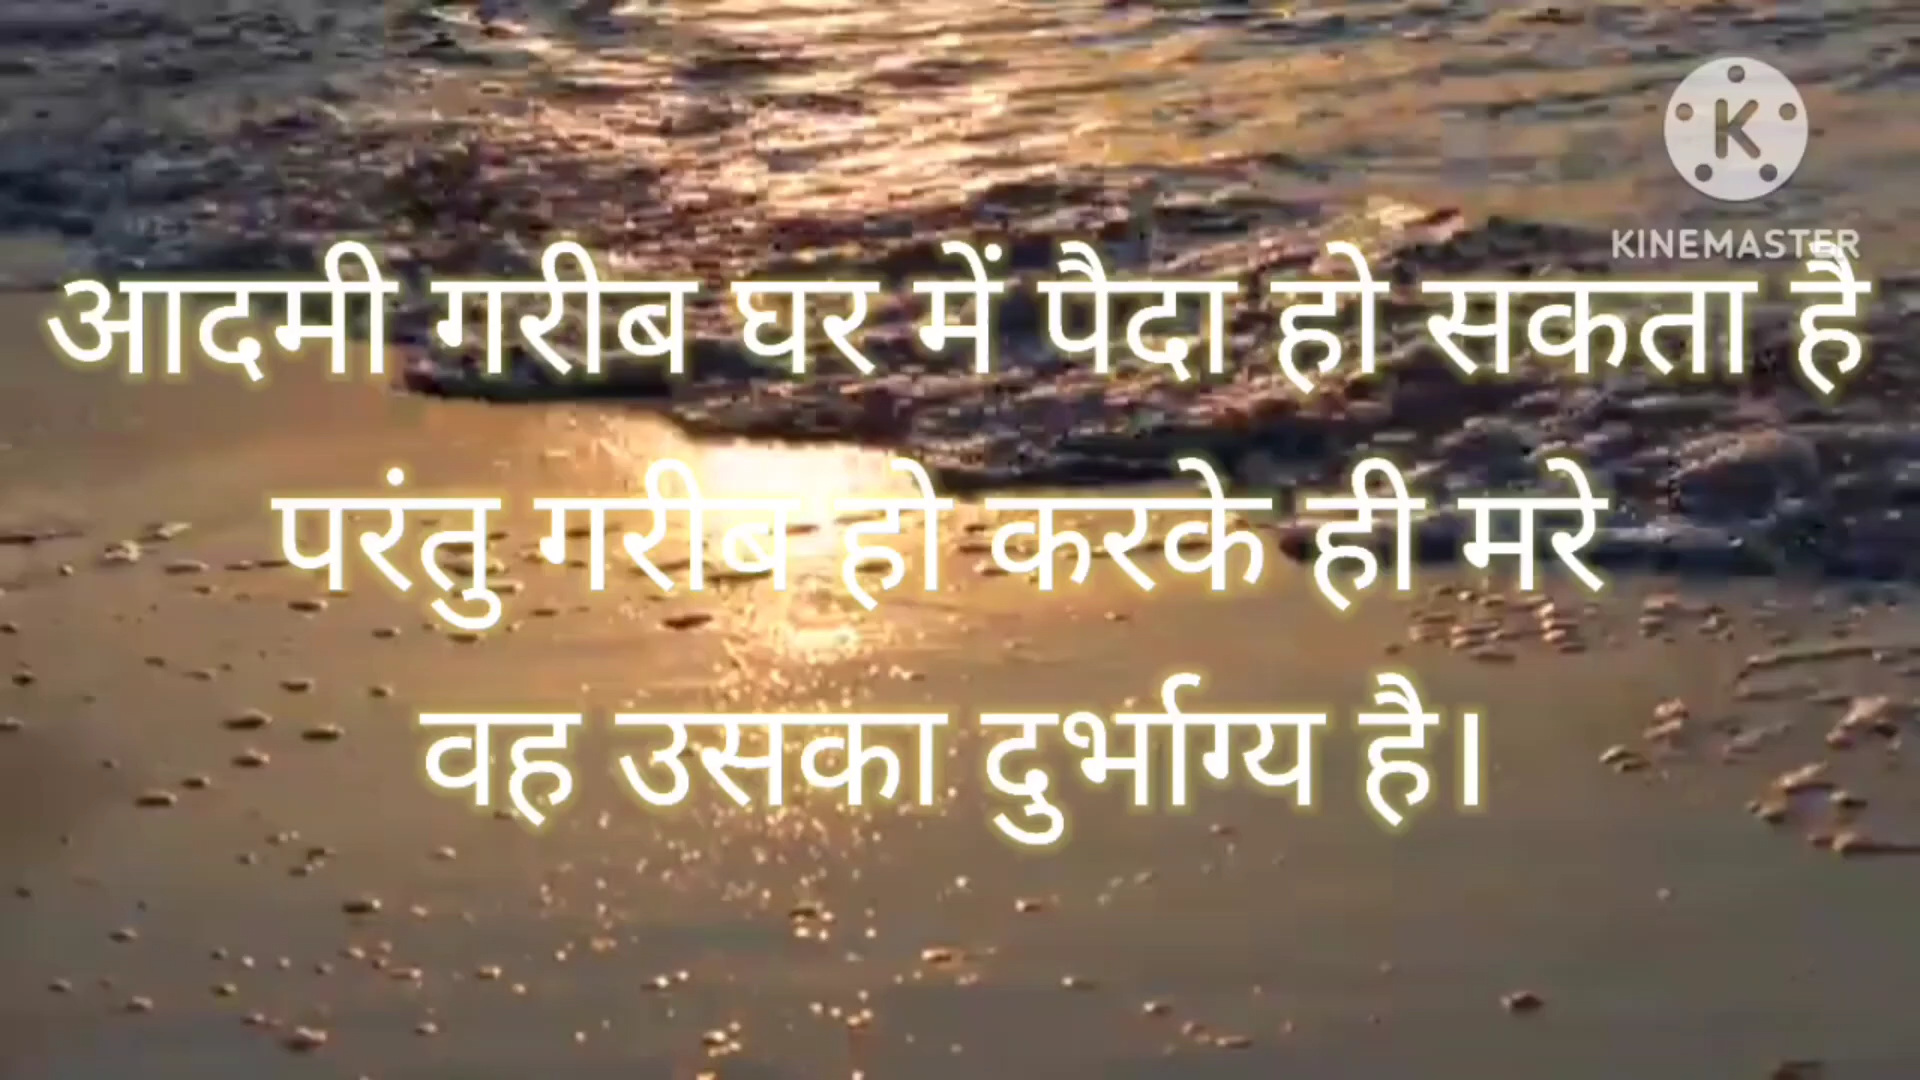 K
KINEMASTER
आदमी गरीब घर में पैदा हो सकता है
परंतु गरीब हो करके ही मरे
वह उसका दुर्भाग्य है।